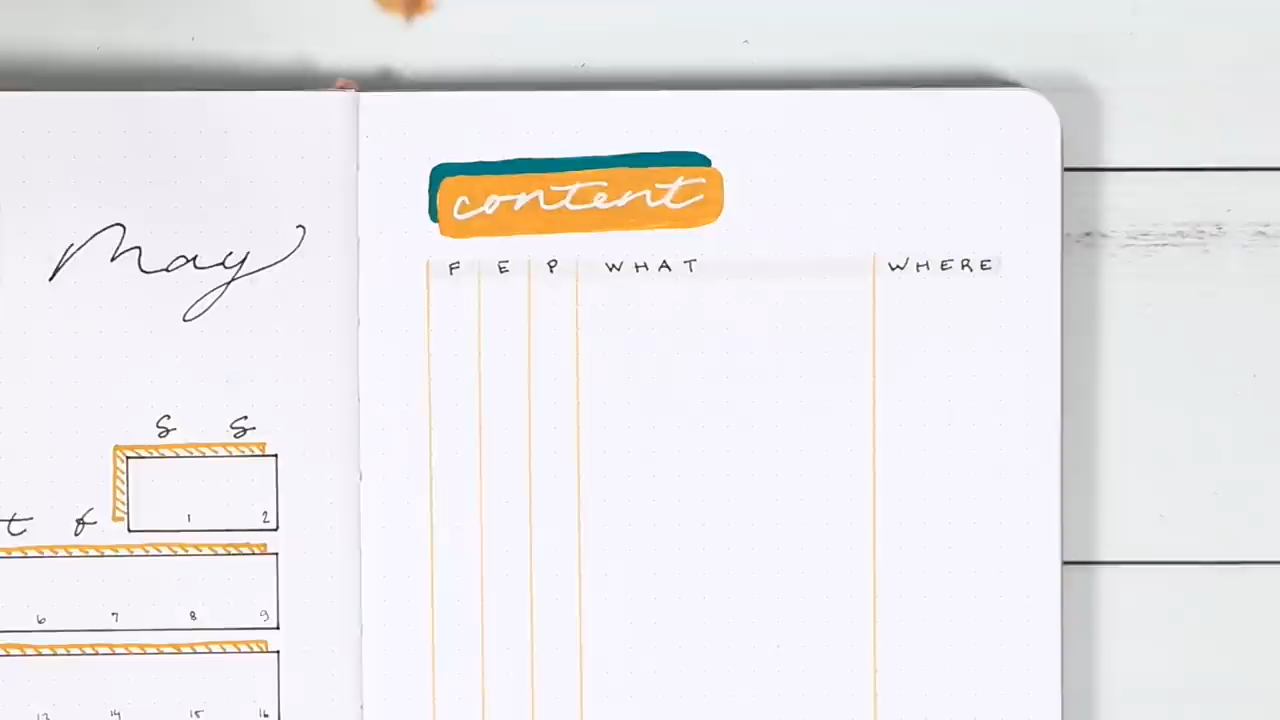 May
S S
1 2
t f
6 7 8 9
13 14 15 16
content
F E P WHAT WHERE